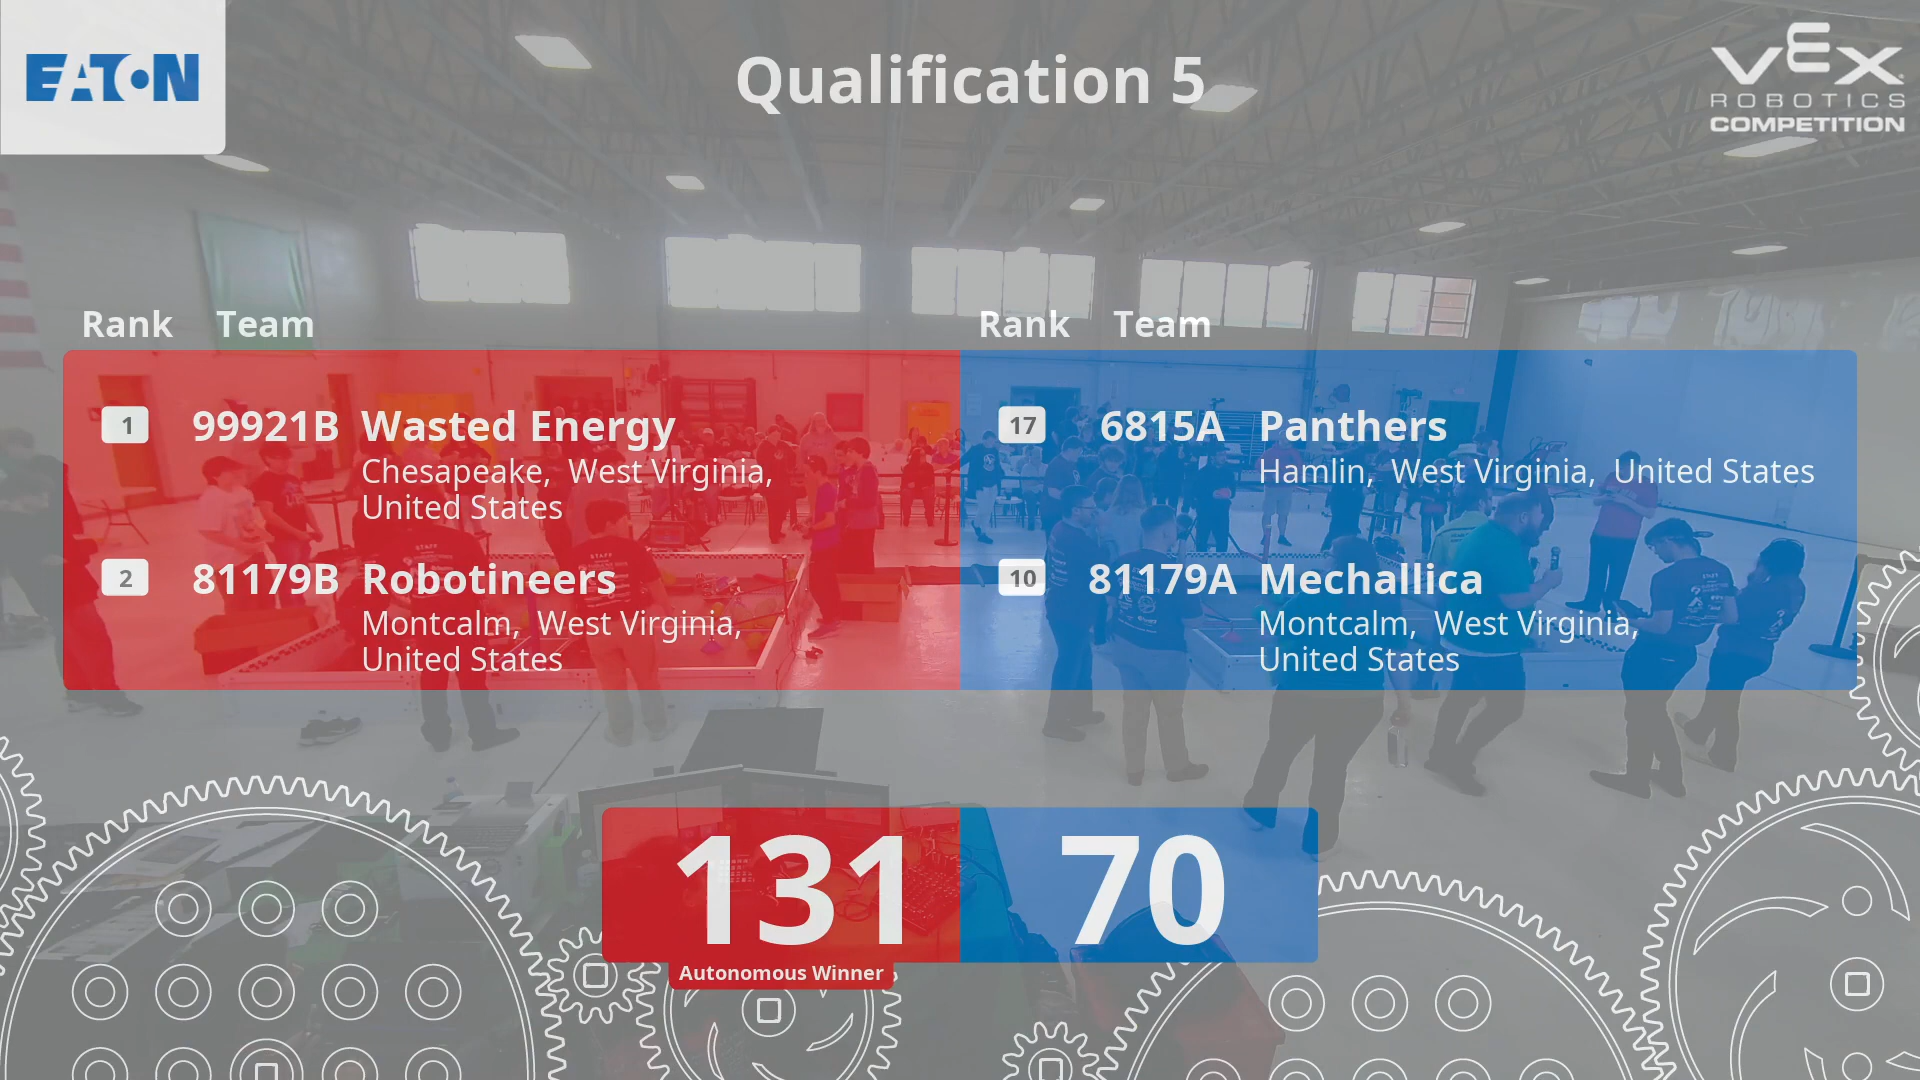 EATON
Qualification 5
VEX
ROBOTICS
COMPETITION
Rank Team
1 99921B Wasted Energy
Chesapeake, West Virginia,
United States
2 81179B Robotineers
Montcalm, West Virginia,
United States
Rank Team
17 6815A Panthers
Hamlin, West Virginia, United States
10 81179A Mechallica
Montcalm, West Virginia,
United States
131 70
Autonomous Winner